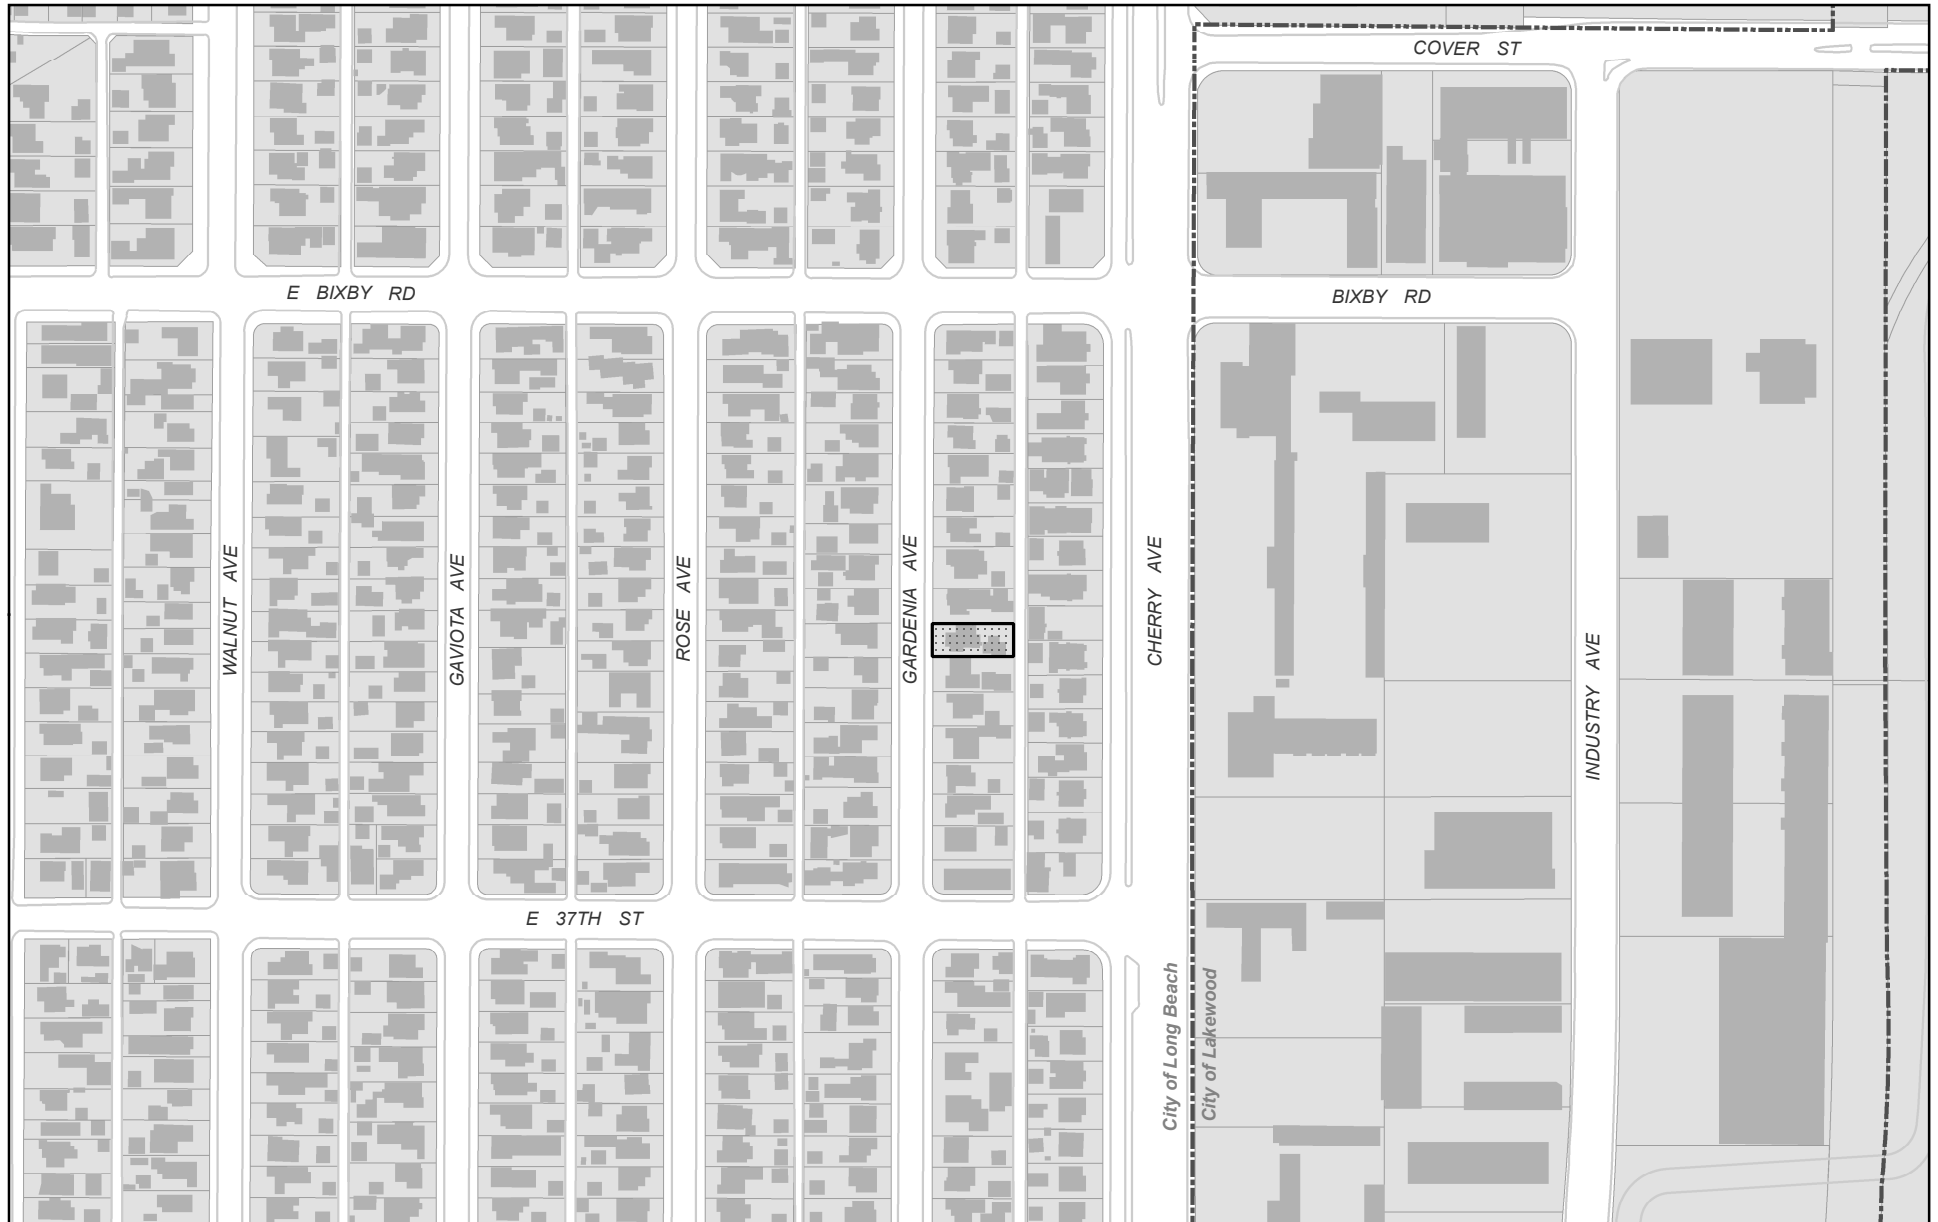 COVER ST
E BIXBY RD
BIXBY RD
WALNUT AVE
GAVIOTA AVE
ROSE AVE
GARDENIA AVE
CHERRY AVE
INDUSTRY AVE
E 37TH ST
City of Long Beach
City of Lakewood